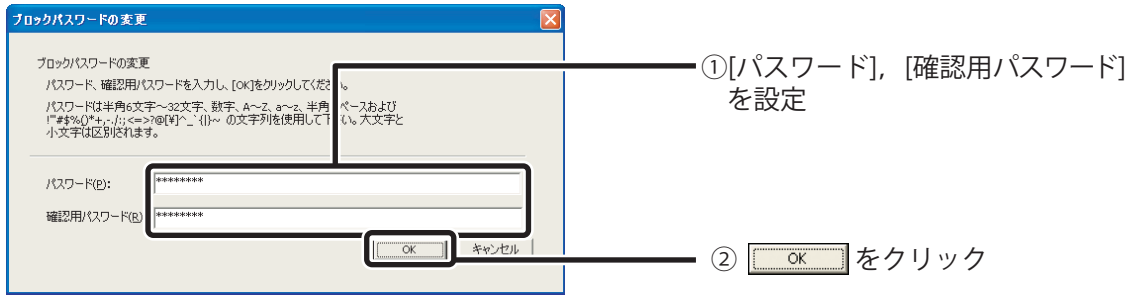 ブロックパスワードの変更
ブロックパスワードの変更
パスワード、確認用パスワードを入力し、[OK]をクリックしてくださ。
パスワードは半角6文字～32文字、数字、A～Z、a～z、半角 ペースおよび
!"#$%()*+,-./:;<=>?@[¥]^_`{|}~ の文字列を使用して下 い。大文字と
小文字は区別されます。
パスワード(P):
********
確認用パスワード(R)
********
OK
キャンセル
①[パスワード]，[確認用パスワード]
を設定
② OK をクリック